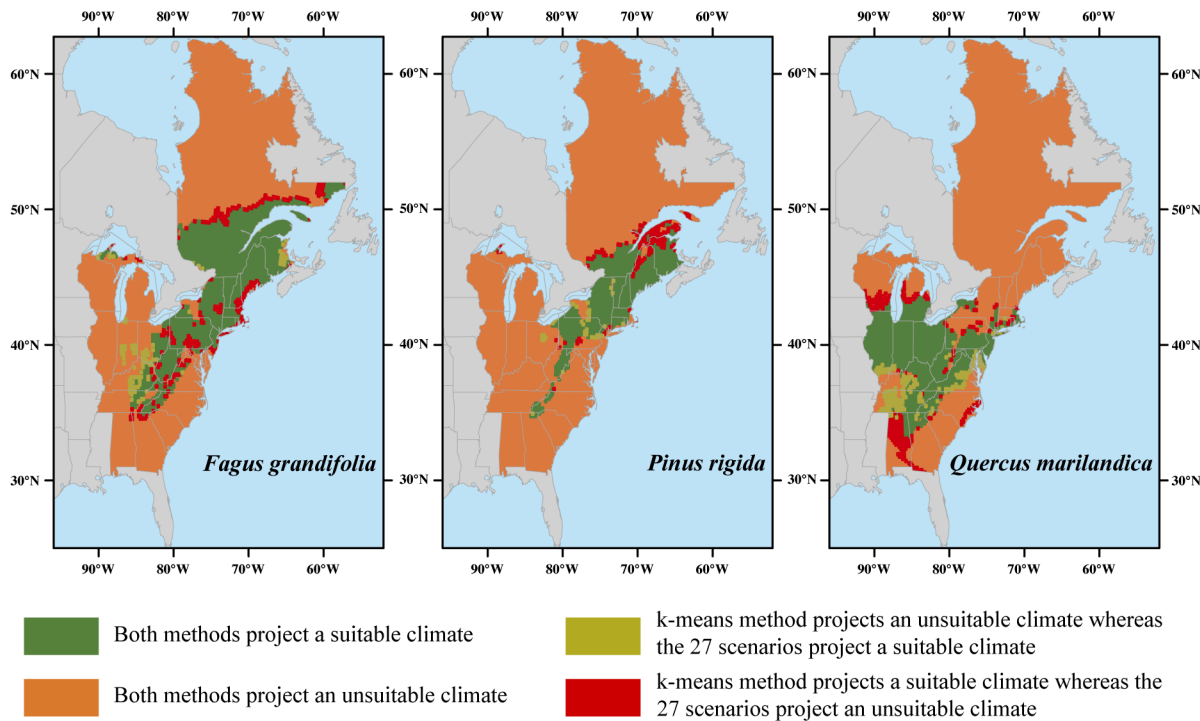 90°W 80°W 70°W 60°W 90°W 80°W 70°W 60°W 90°W 80°W 70°W 60°W
60°N 60°N
50°N 50°N 50°N 50°N
40°N 40°N 40°N 40°N
30°N 30°N 30°N 30°N
Fagus grandifolia
Pinus rigida
Quercus marilandica
90°W 80°W 70°W 60°W 90°W 80°W 70°W 60°W 90°W 80°W 70°W 60°W
Both methods project a suitable climate
Both methods project an unsuitable climate
k-means method projects an unsuitable climate whereas
the 27 scenarios project a suitable climate
k-means method projects a suitable climate whereas the
27 scenarios project an unsuitable climate